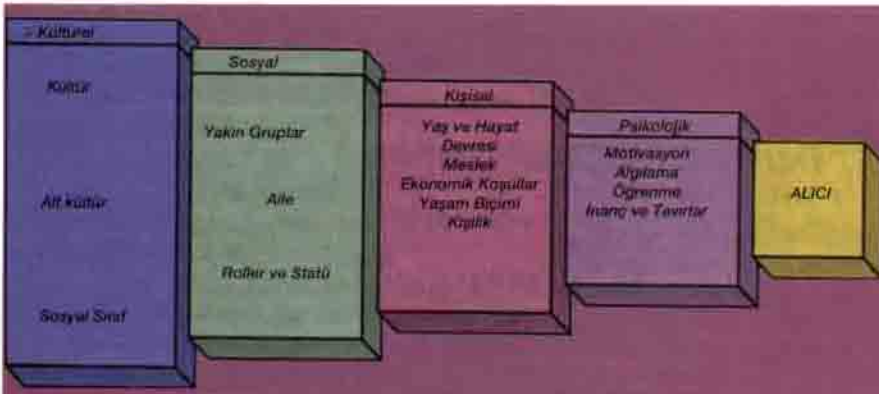 Kültürel
Kültür
Alt kültür
Sosyal Sınıf
Sosyal
Yakın Gruplar
Aile
Roller ve Statü
Kişisel
Yaş ve Hayat
Devresi
Meslek
Ekonomik Koşullar
Yaşam Biçimi
Kişilik
Psikolojik
Motivasyon
Algılama
Öğrenme
İnanç ve Tavırlar
ALICI